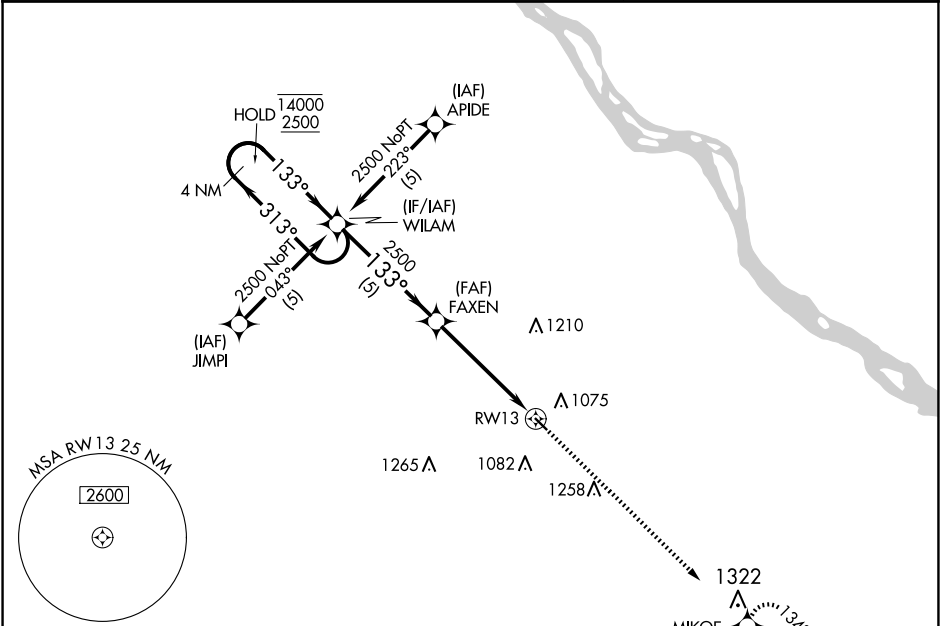 (IAF)
APIDE
HOLD
14000
2500
2500 NoPT
223°
(5)
133°
4 NM
313°
(IF/IAF)
WILAM
2500
133°
(5)
2500 NoPT
043°
(5)
(FAF)
FAXEN
(IAF)
JIMPI
1210
1075
RW13
1265
1082
1258
MSA RW13 25 NM
2600
1322